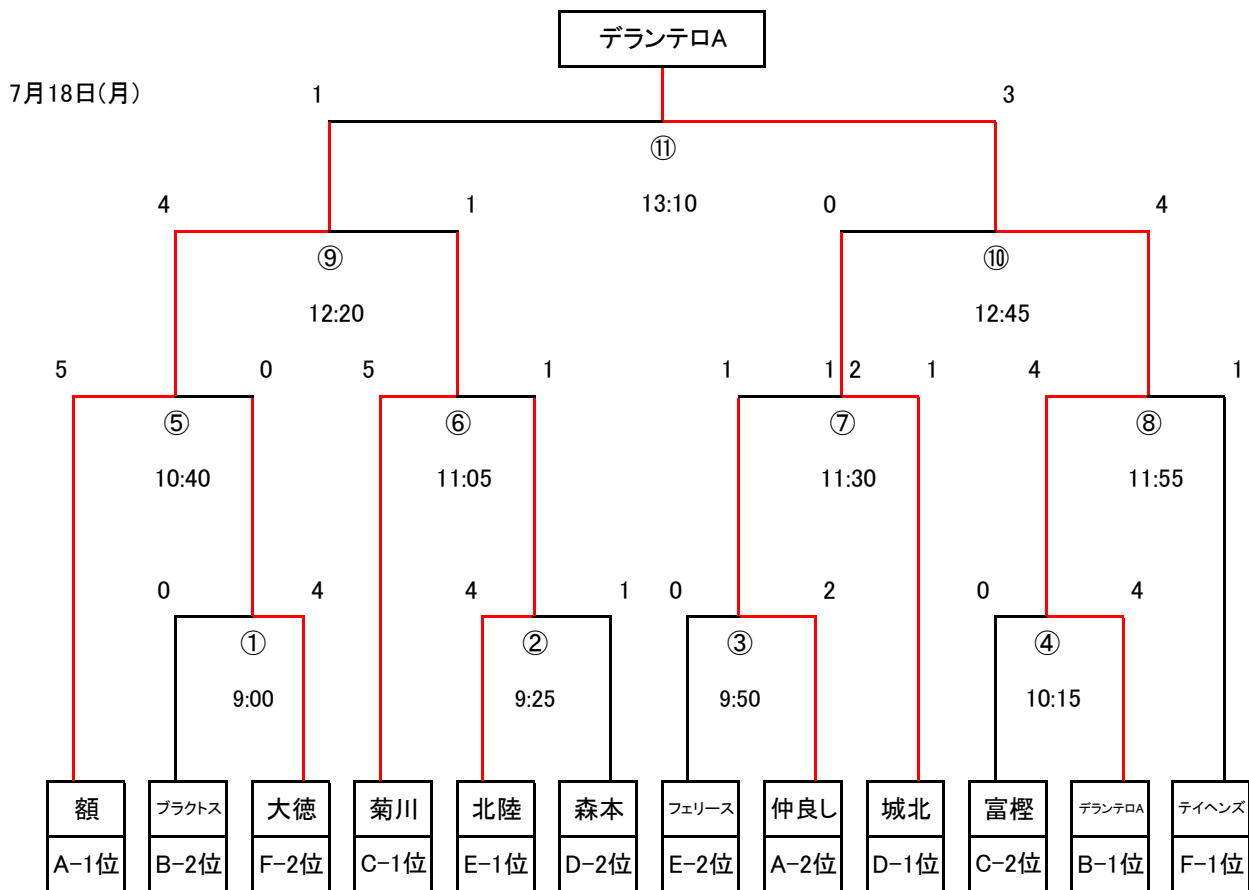 デランテロA
7月18日(月)
1
3
⑪
4
1
13:10
0
4
⑨
⑩
12:20
12:45
5
0
5
1
1
1
2
1
4
1
⑤
⑥
⑦
⑧
10:40
11:05
11:30
11:55
0
4
4
1
0
2
0
4
①
②
③
④
9:00
9:25
9:50
10:15
額
ブラクトス
大徳
菊川
北陸
森本
フェリース
仲良し
城北
富樫
デランテロA
テイヘンズ
A-1位
B-2位
F-2位
C-1位
E-1位
D-2位
E-2位
A-2位
D-1位
C-2位
B-1位
F-1位